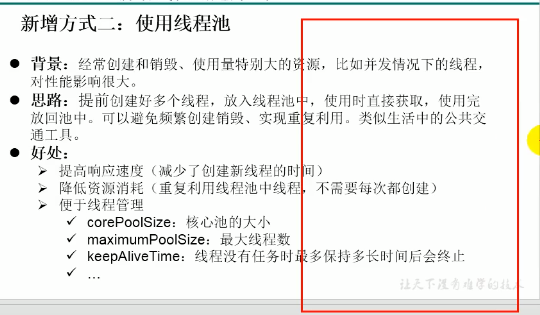 新增方式二：使用线程池
● 背景：经常创建和销毁、使用量特别大的资源，比如并发情况下的线程，
对性能影响很大。
● 思路：提前创建好多个线程，放入线程池中，使用时直接获取，使用完
放回池中。可以避免频繁创建销毁、实现重复利用。类似生活中的公共交
通工具。
● 好处：
➢ 提高响应速度（减少了创建新线程的时间）
➢ 降低资源消耗（重复利用线程池中线程，不需要每次都创建）
➢ 便于线程管理
✓ corePoolSize：核心池的大小
✓ maximumPoolSize：最大线程数
✓ keepAliveTime：线程没有任务时最多保持多长时间后会终止
✓ …
让天下没有难学的技术